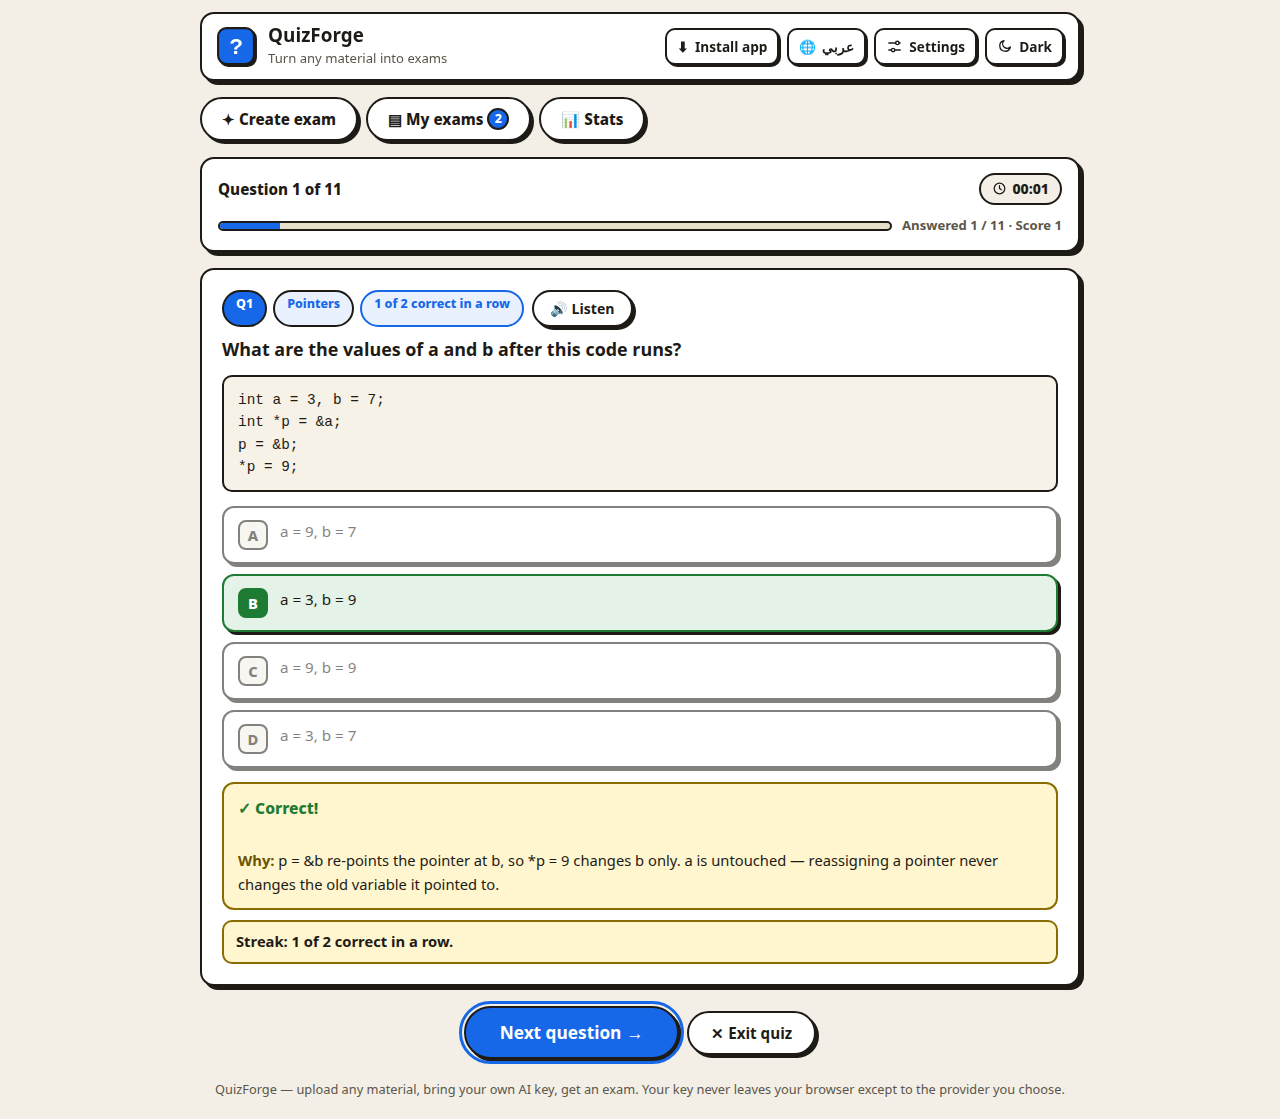 ?
QuizForge
Turn any material into exams
⬇ Install app
🌐 عربي
Settings
Dark
✦ Create exam
▤ My exams 2
📊 Stats
Question 1 of 11
00:01
Answered 1 / 11 · Score 1
Q1
Pointers
1 of 2 correct in a row
🔊 Listen
What are the values of a and b after this code runs?
int a = 3, b = 7;
int *p = &a;
p = &b;
*p = 9;
A a = 9, b = 7
B a = 3, b = 9
C a = 9, b = 9
D a = 3, b = 7
✓ Correct!
Why: p = &b re-points the pointer at b, so *p = 9 changes b only. a is untouched — reassigning a pointer never
changes the old variable it pointed to.
Streak: 1 of 2 correct in a row.
Next question →
✕ Exit quiz
QuizForge — upload any material, bring your own AI key, get an exam. Your key never leaves your browser except to the provider you choose.